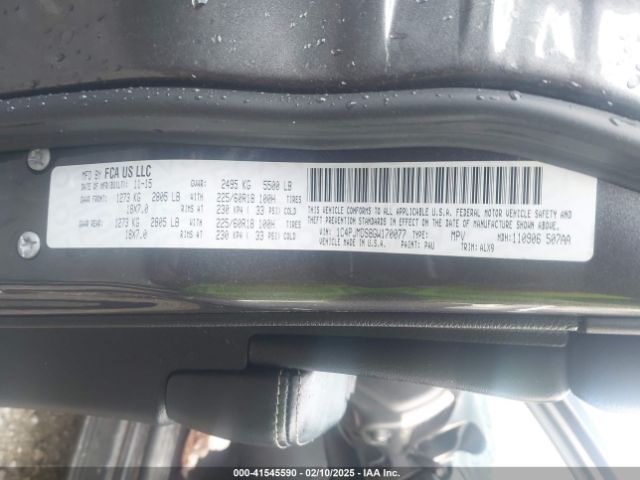 MFD BY FCA US LLC
DATE OF MFR(BUILT): 11-15 GVWR: 2495 KG 5500 LB
GAWR FRONT: 1273 KG 2805 LB WITH 225/60R18 100H TIRES
18X7.0 RIMS AT 230 KPA ( 33 PSI) COLD
GAWR REAR: 1273 KG 2805 LB WITH 225/60R18 100H TIRES
18X7.0 RIMS AT 230 KPA ( 33 PSI) COLD
THIS VEHICLE CONFORMS TO ALL APPLICABLE U.S.A. FEDERAL MOTOR VEHICLE SAFETY AND
THEFT PREVENTION STANDARDS IN EFFECT ON THE DATE OF MANUFACTURE SHOWN ABOVE.
VIN: 1C4PJMDS8GW170077 TYPE: MPV MDH: 110906 507AA
PAINT: PAU TRIM: ALX9
000-41545590 - 02/10/2025 - IAA Inc.